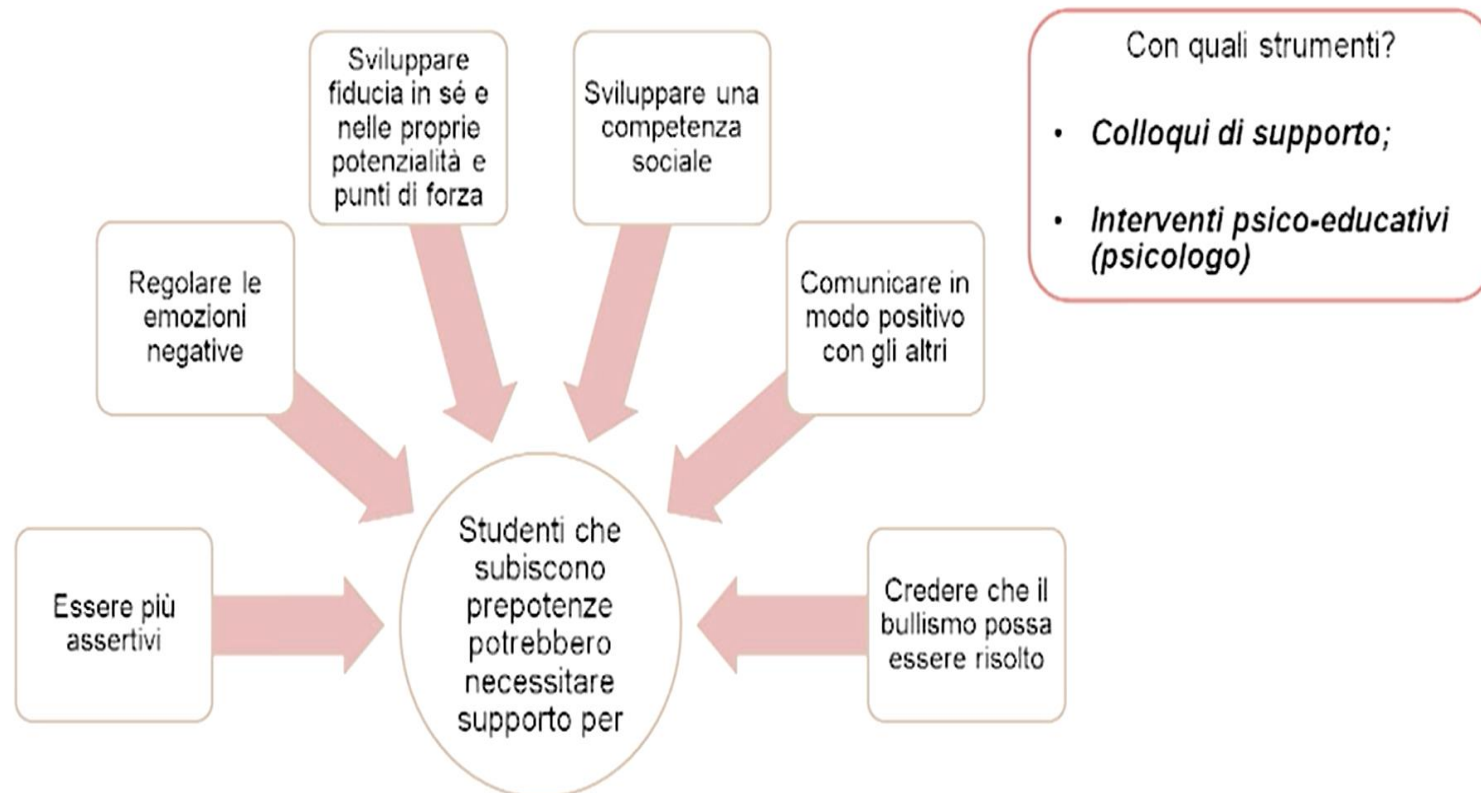 Sviluppare
fiducia in sé e
nelle proprie
potenzialità e
punti di forza
Sviluppare una
competenza
sociale
Con quali strumenti?
• Colloqui di supporto;
• Interventi psico-educativi
(psicologo)
Regolare le
emozioni
negative
Comunicare in
modo positivo
con gli altri
Essere più
assertivi
Studenti che
subiscono
prepotenze
potrebbero
necessitare
supporto per
Credere che il
bullismo possa
essere risolto